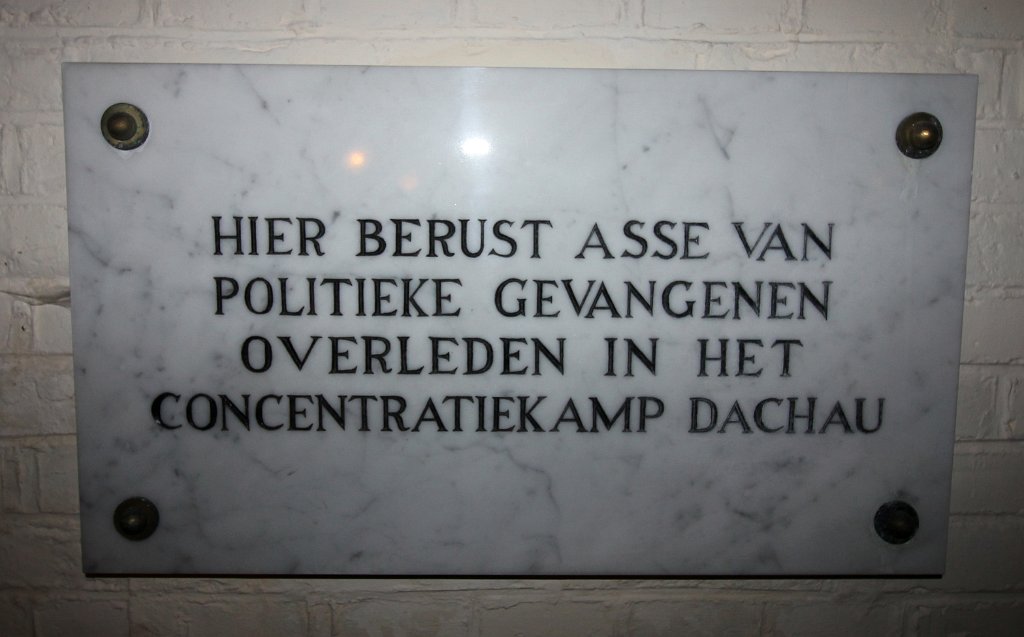 HIER BERUST ASSE VAN
POLITIEKE GEVANGENEN
OVERLEDEN IN HET
CONCENTRATIEKAMP DACHAU